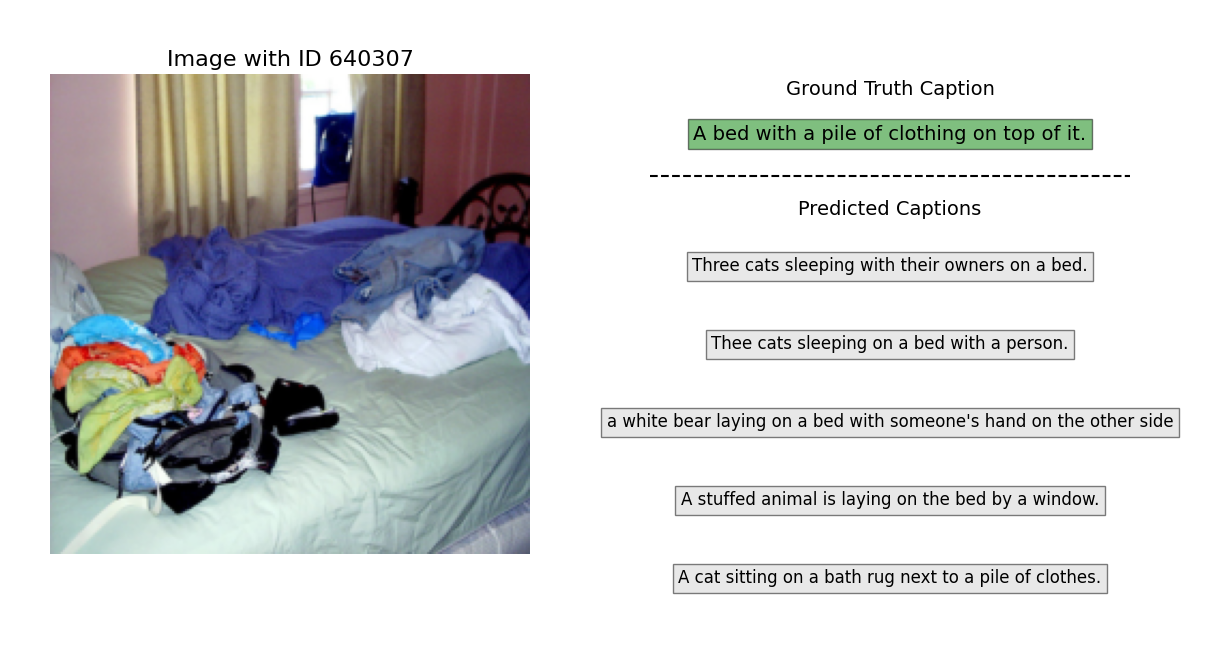 Image with ID 640307
Ground Truth Caption
A bed with a pile of clothing on top of it.
Predicted Captions
Three cats sleeping with their owners on a bed.
Thee cats sleeping on a bed with a person.
a white bear laying on a bed with someone's hand on the other side
A stuffed animal is laying on the bed by a window.
A cat sitting on a bath rug next to a pile of clothes.